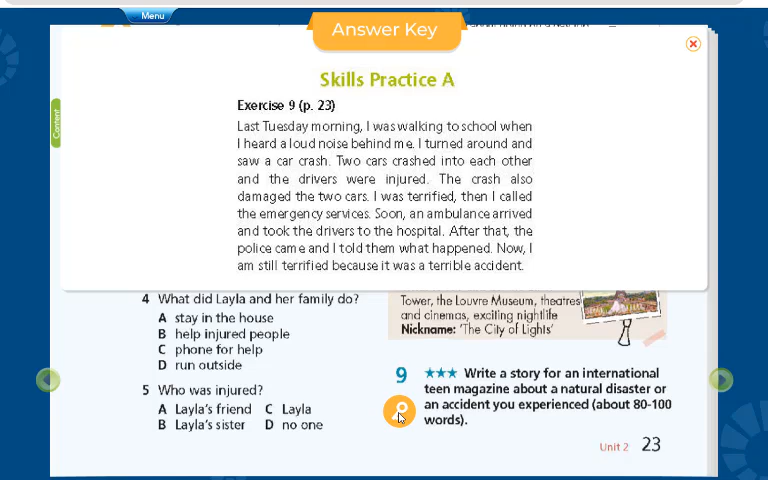 Menu
Answer Key
Content
Skills Practice A
Exercise 9 (p. 23)
Last Tuesday morning, I was walking to school when
I heard a loud noise behind me. I turned around and
saw a car crash. Two cars crashed into each other
and the drivers were injured. The crash also
damaged the two cars. I was terrified, then I called
the emergency services. Soon, an ambulance arrived
and took the drivers to the hospital. After that, the
police came and I told them what happened. Now, I
am still terrified because it was a terrible accident.
4 What did Layla and her family do?
A stay in the house
B help injured people
C phone for help
D run outside
5 Who was injured?
A Layla's friend C Layla
B Layla's sister D no one
Tower, the Louvre Museum, theatres
and cinemas, exciting nightlife
Nickname: 'The City of Lights'
9 ★★★ Write a story for an international
teen magazine about a natural disaster or
an accident you experienced (about 80-100
words).
Unit 2 23